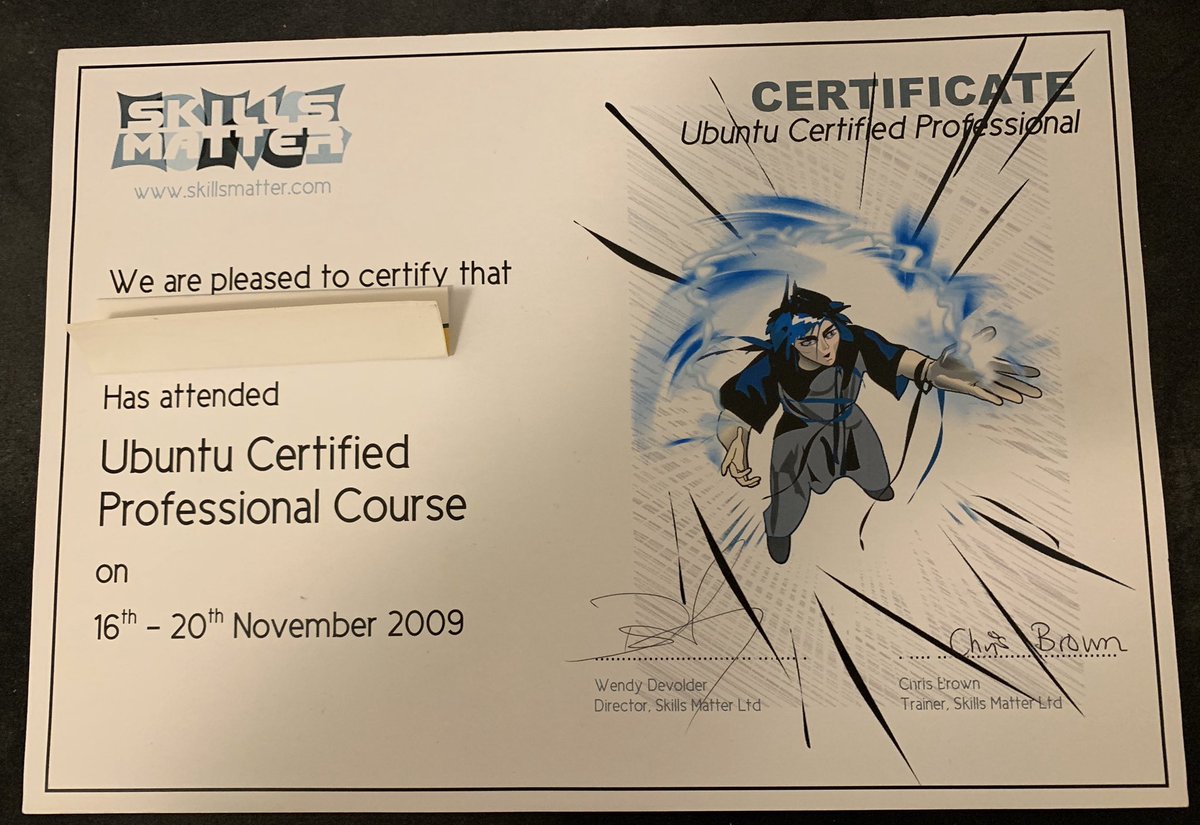 SKILLS
MATTER
www.skillsmatter.com
CERTIFICATE
Ubuntu Certified Professional
We are pleased to certify that
Has attended
Ubuntu Certified
Professional Course
on
16th - 20th November 2009
Chris Brown
Wendy Devolder
Director, Skills Matter Ltd
Chris Brown
Trainer, Skills Matter Ltd